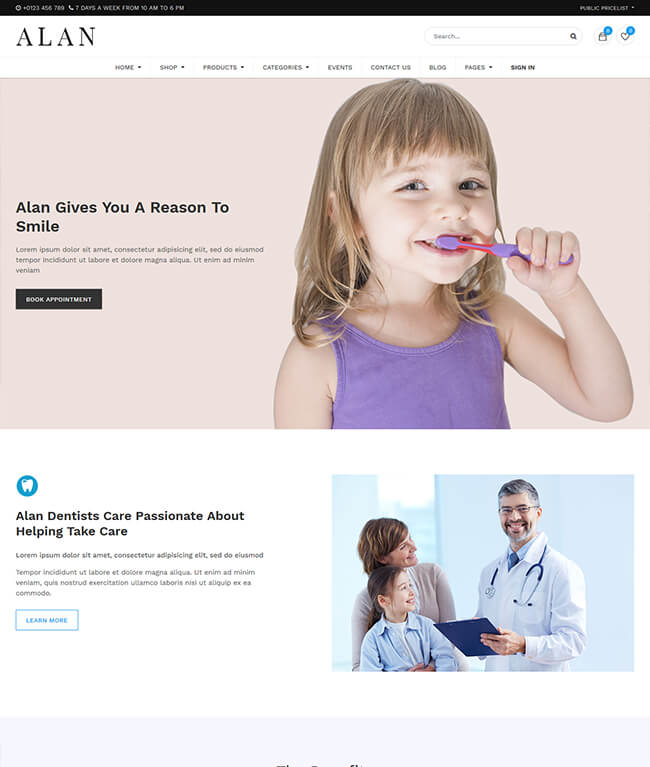 +0123 456 789 7 DAYS A WEEK FROM 10 AM TO 6 PM
PUBLIC PRICELIST
ALAN
Search...
0
0
HOME SHOP PRODUCTS CATEGORIES EVENTS CONTACT US BLOG PAGES SIGN IN
Alan Gives You A Reason To
Smile
Lorem ipsum dolor sit amet, consectetur adipisicing elit, sed do eiusmod
tempor incididunt ut labore et dolore magna aliqua. Ut enim ad minim
veniam
BOOK APPOINTMENT
Alan Dentists Care Passionate About
Helping Take Care
Lorem ipsum dolor sit amet, consectetur adipisicing elit, sed do eiusmod
Tempor incididunt ut labore et dolore magna aliqua. Ut enim ad minim
veniam, quis nostrud exercitation ullamco laboris nisi ut aliquip ex ea
commodo.
LEARN MORE